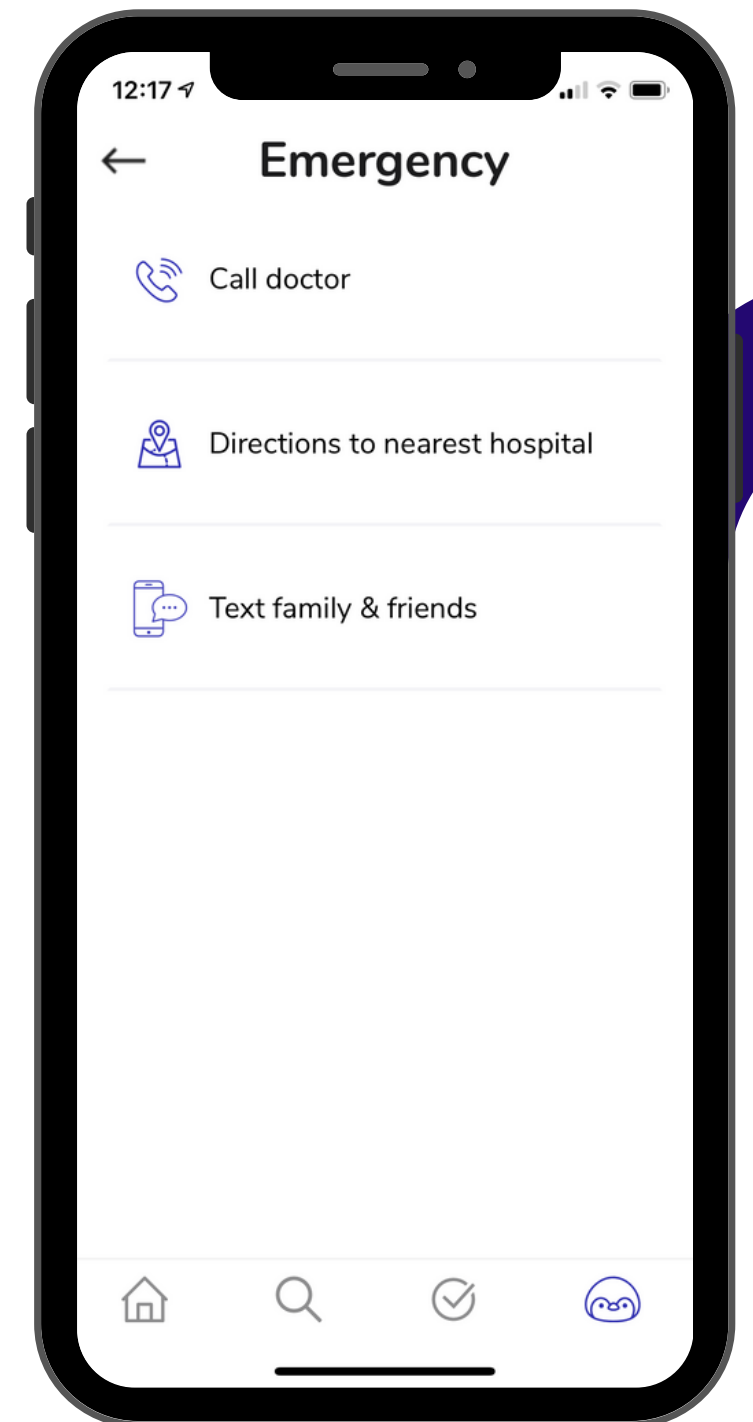 12:17
Emergency
Call doctor
Directions to nearest hospital
Text family & friends